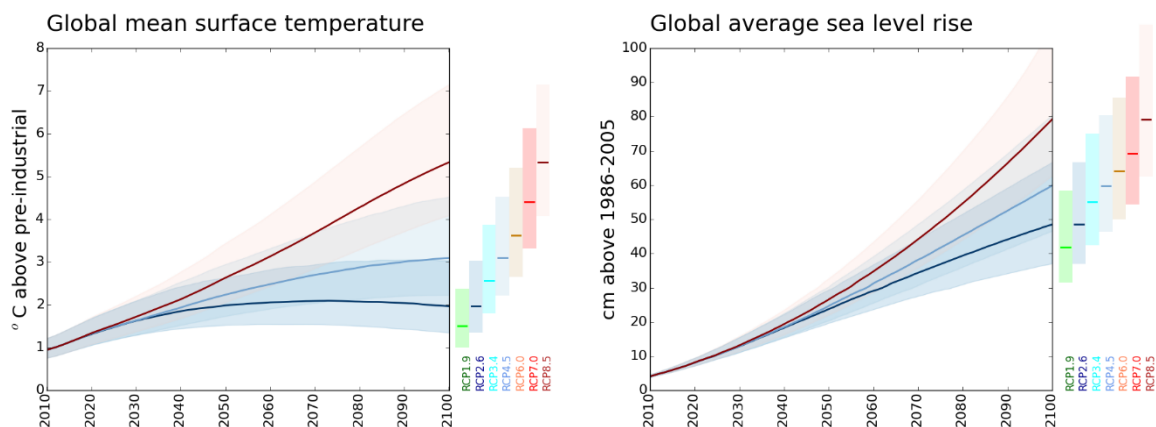 Global mean surface temperature
° C above pre-industrial
8
7
6
5
4
3
2
1
0
2010
2020
2030
2040
2050
2060
2070
2080
2090
2100
RCP1.9
RCP2.6
RCP3.4
RCP4.5
RCP6.0
RCP7.0
RCP8.5
Global average sea level rise
cm above 1986-2005
100
80
60
40
30
20
10
0
2010
2020
2030
2040
2050
2060
2070
2080
2090
2100
RCP1.9
RCP2.6
RCP3.4
RCP4.5
RCP6.0
RCP7.0
RCP8.5